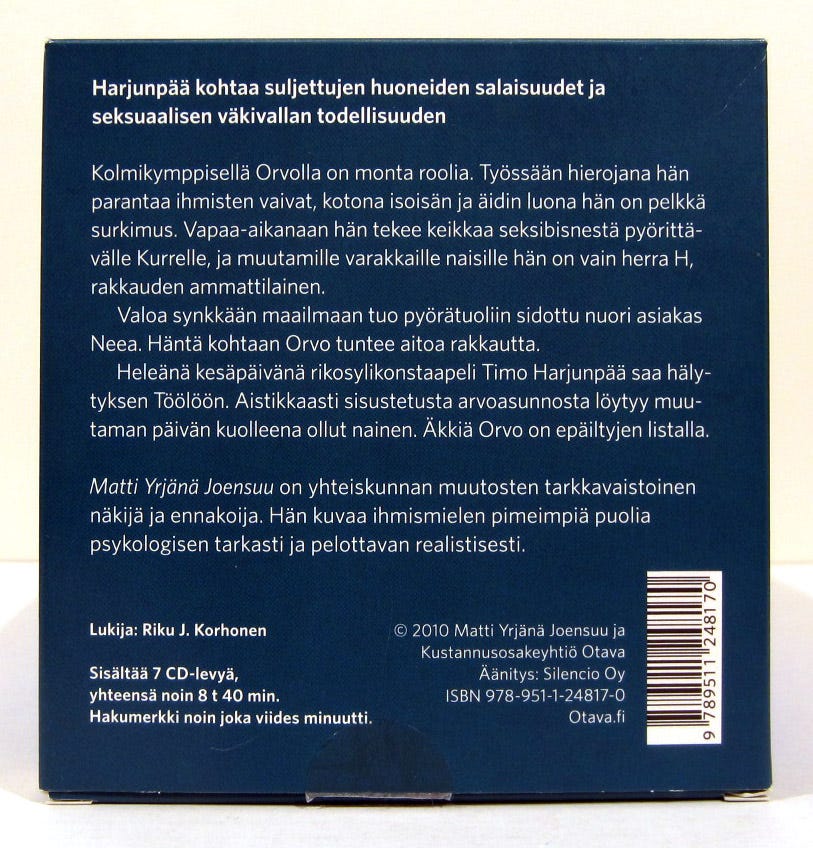 Harjunpää kohtaa suljettujen huoneiden salaisuudet ja
seksuaalisen väkivallan todellisuuden
Kolmikymppisellä Orvolla on monta roolia. Työssään hierojana hän
parantaa ihmisten vaivat, kotona isoisän ja äidin luona hän on pelkkä
surkimus. Vapaa-aikanaan hän tekee keikkaa seksibisnestä pyörittä-
välle Kurrelle, ja muutamille varakkaille naisille hän on vain herra H,
rakkauden ammattilainen.
Valoa synkkään maailmaan tuo pyörätuoliin sidottu nuori asiakas
Neea. Häntä kohtaan Orvo tuntee aitoa rakkautta.
Heleänä kesäpäivänä rikosylikonstaapeli Timo Harjunpää saa häly-
tyksen Töölöön. Aistikkaasti sisustetusta arvoasunnosta löytyy muu-
taman päivän kuolleena ollut nainen. Äkkiä Orvo on epäiltyjen listalla.
Matti Yrjänä Joensuu on yhteiskunnan muutosten tarkkavaistoinen
näkijä ja ennakoija. Hän kuvaa ihmismielen pimeimpiä puolia
psykologisen tarkasti ja pelottavan realistisesti.
Lukija: Riku J. Korhonen
Sisältää 7 CD-levyä,
yhteensä noin 8 t 40 min.
Hakumerkki noin joka viides minuutti.
© 2010 Matti Yrjänä Joensuu ja
Kustannusosakeyhtiö Otava
Äänitys: Silencio Oy
ISBN 978-951-1-24817-0
Otava.fi
9 789511 248170